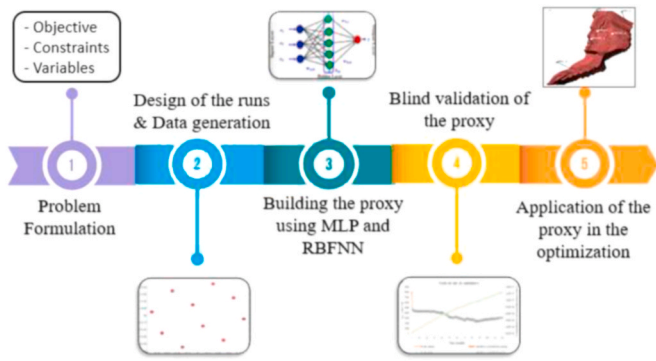 - Objective
- Constraints
- Variables
1
Problem
Formulation
Design of the runs
& Data generation
2
3
Building the proxy
using MLP and
RBFNN
Blind validation of
the proxy
4
5
Application of the
proxy in the
optimization